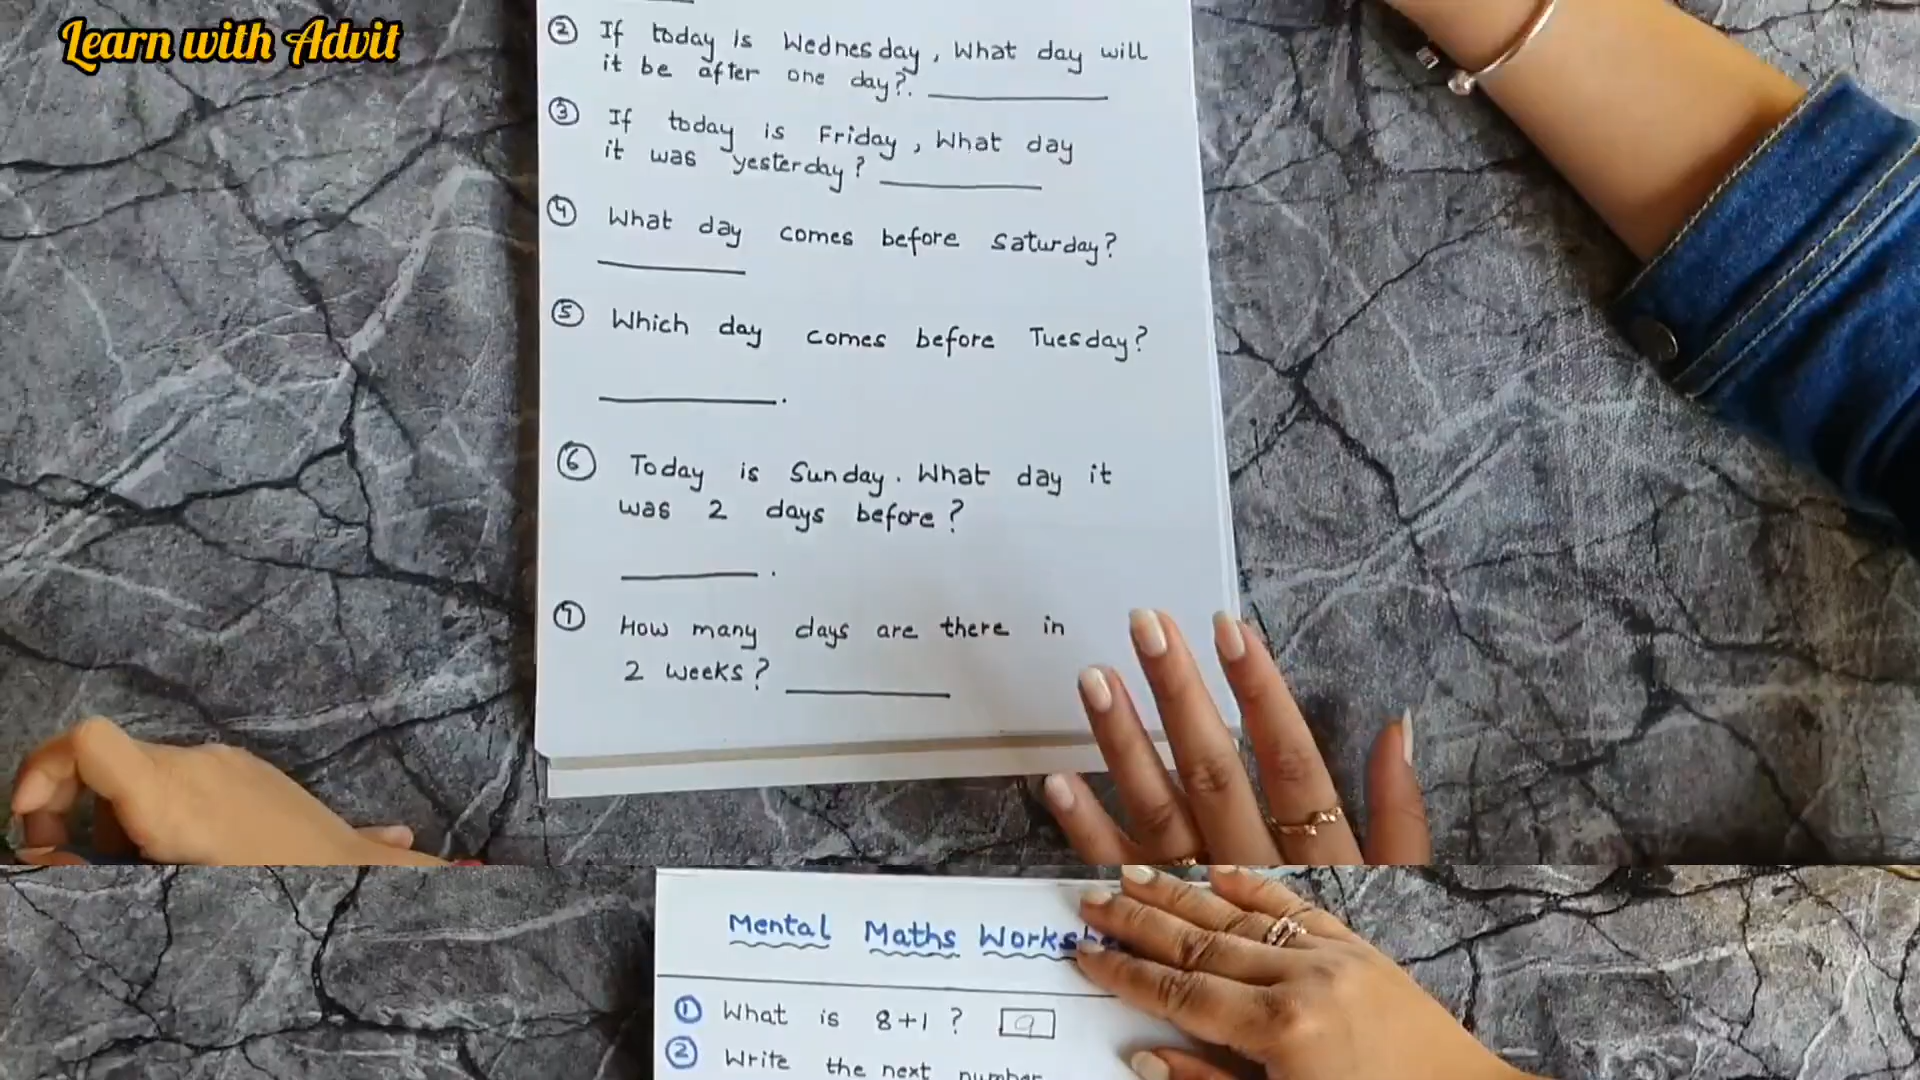 Learn with Advit
② If today is Wednesday, What day will
it be after one day?.
③ If today is Friday, What day
it was yesterday?
④ What day comes before saturday?
⑤ Which day comes before Tuesday?
.
⑥ Today is Sunday. What day it
was 2 days before?
.
⑦ How many days are there in
2 weeks?
Mental Maths
① What is 8+1 ? 9
② Write the next number